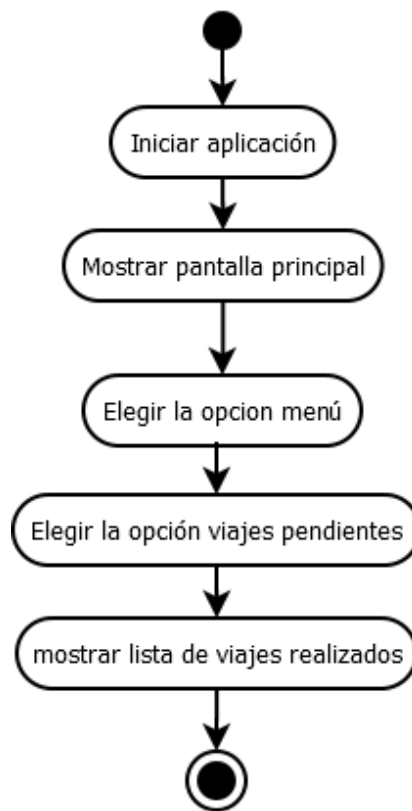 Iniciar aplicación
Mostrar pantalla principal
Elegir la opcion menú
Elegir la opción viajes pendientes
mostrar lista de viajes realizados